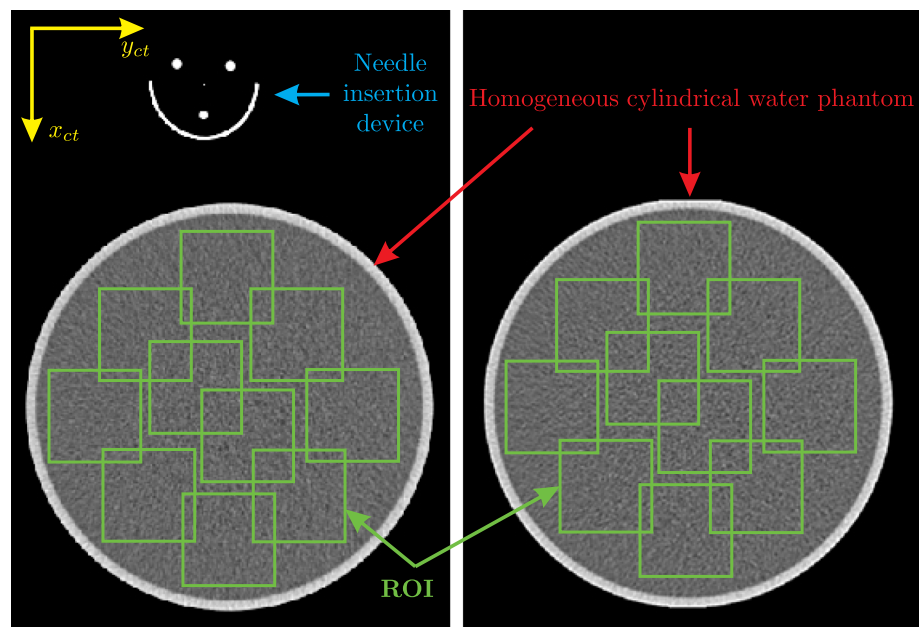 y_ct
x_ct
Needle
insertion
device
Homogeneous cylindrical water phantom
ROI